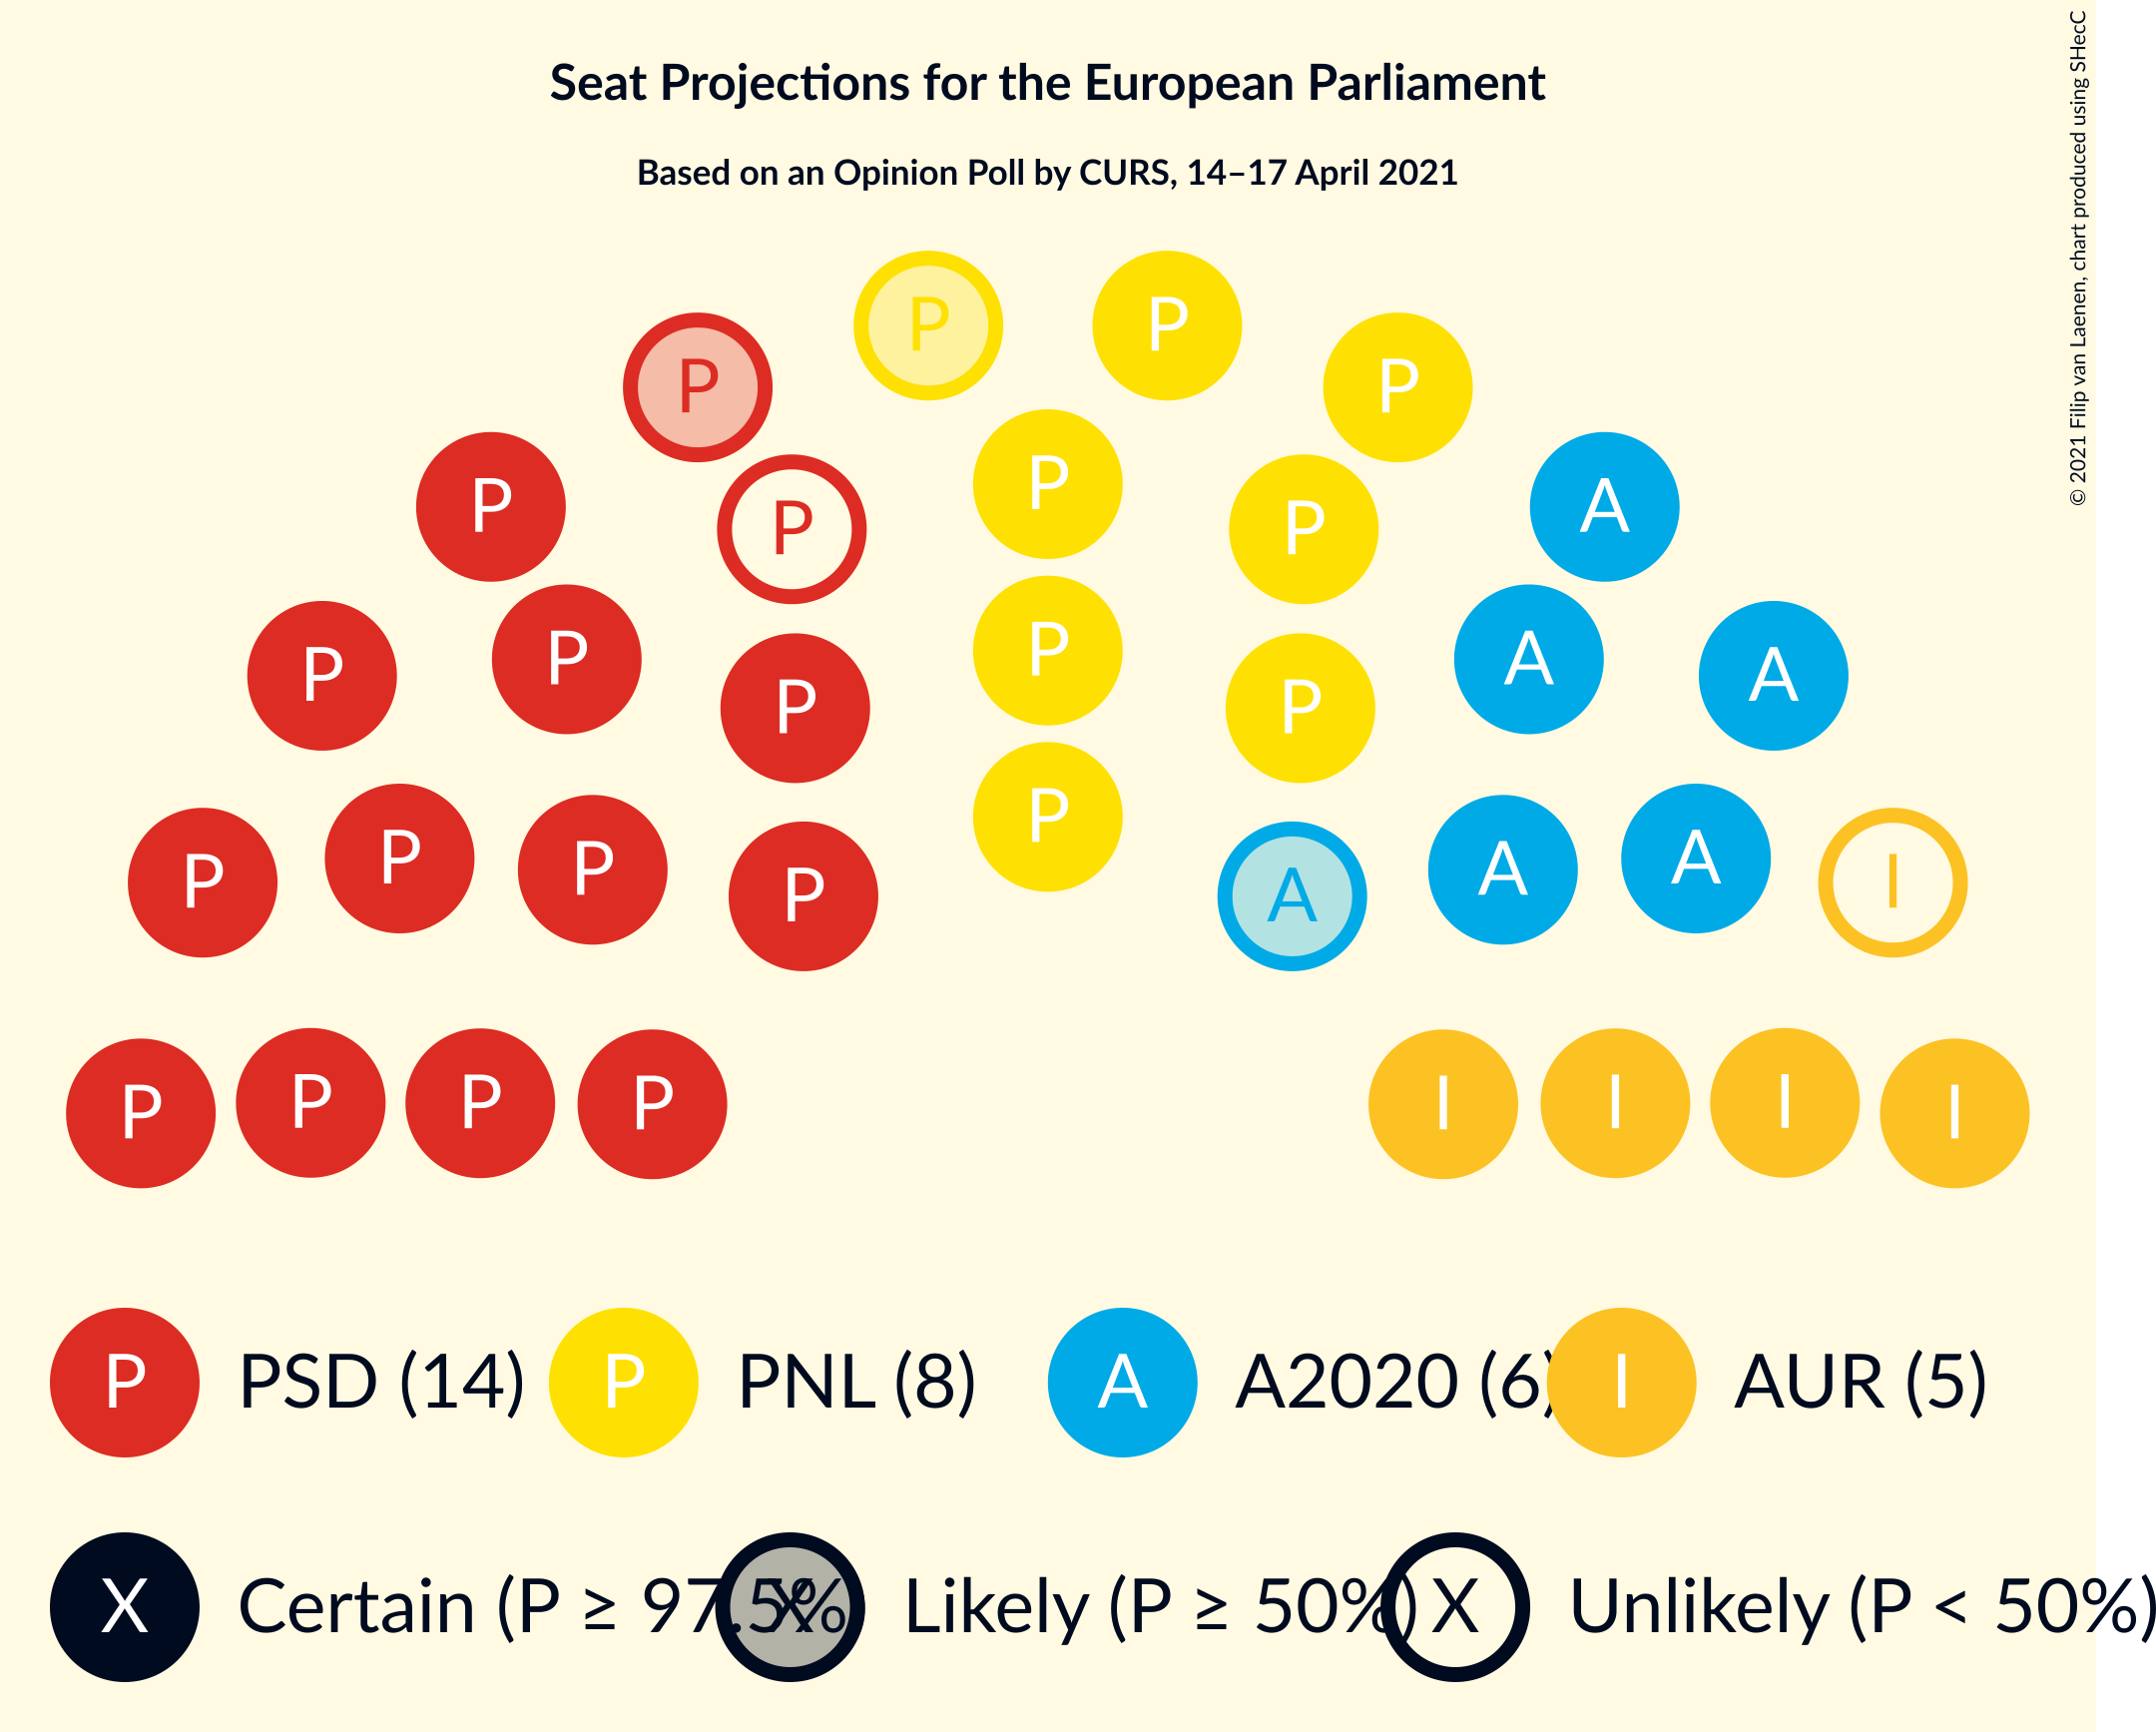 Seat Projections for the European Parliament
Based on an Opinion Poll by CURS, 14–17 April 2021
© 2021 Filip van Laenen, chart produced using SHecC
P P
P P
P P P P A
P P A A
P P P P
P P P P A A A I
P
A
P P P P I I I I
P PSD (14) P PNL (8) A A2020 (6) I AUR (5)
X Certain (P ≥ 97.5% X Likely (P ≥ 50%) X Unlikely (P < 50%)